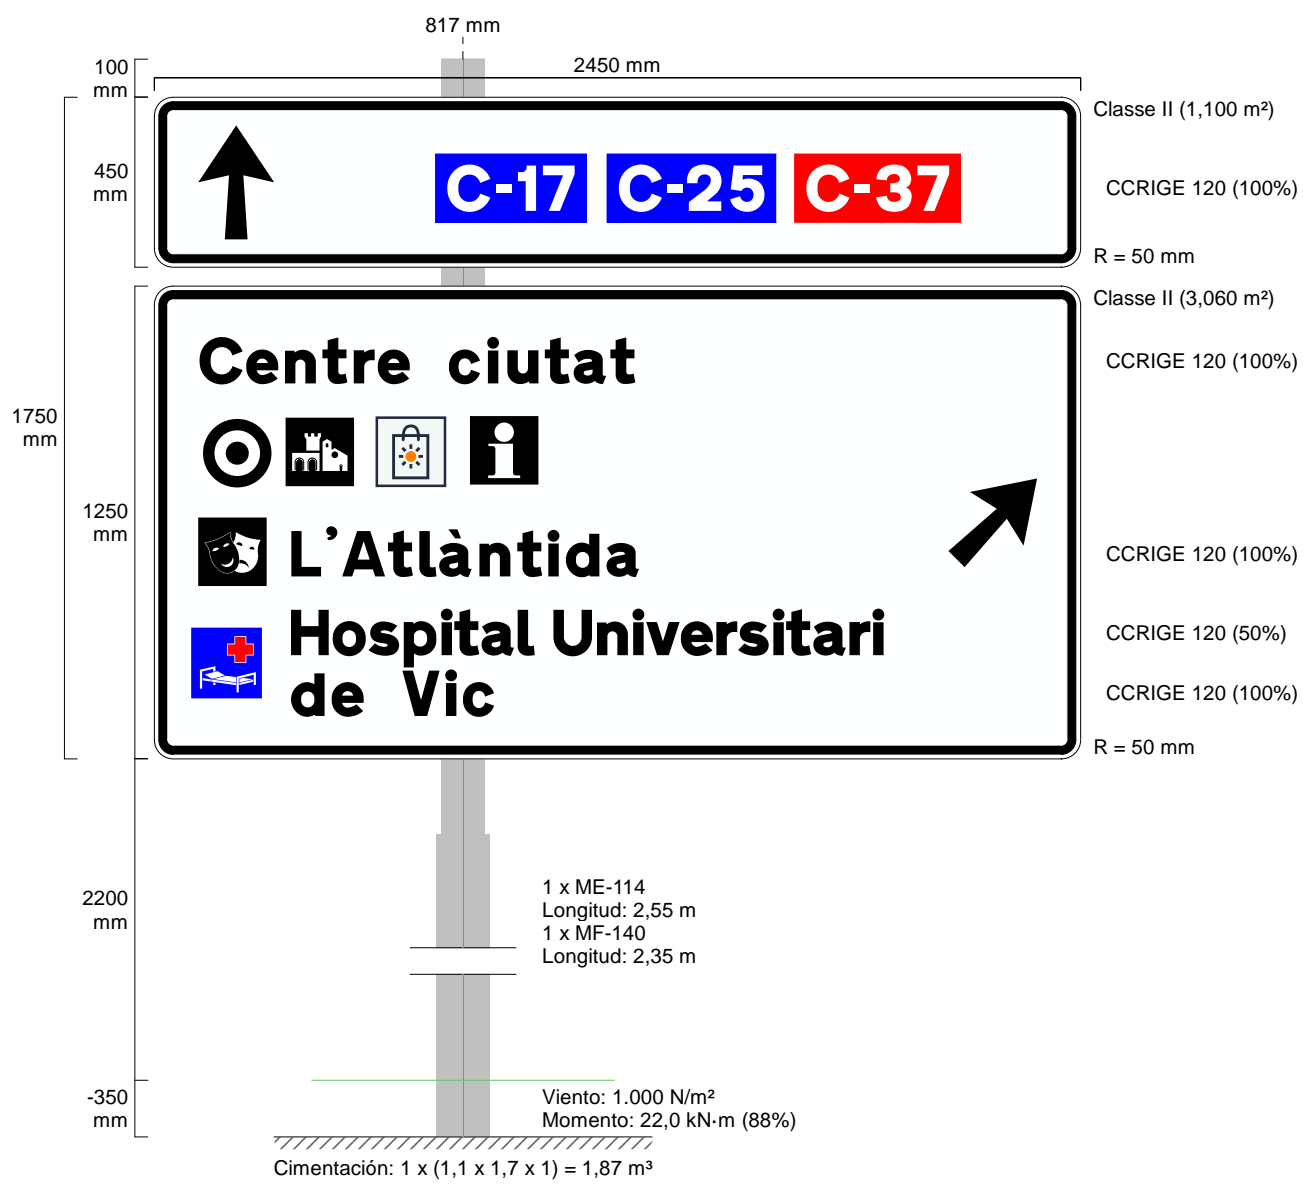 817 mm
100
mm
2450 mm
Classe II (1,100 m²)
450
mm
C-17 C-25 C-37
CCRIGE 120 (100%)
R = 50 mm
Classe II (3,060 m²)
Centre ciutat
CCRIGE 120 (100%)
1750
mm
i
1250
mm
L'Atlàntida
CCRIGE 120 (100%)
Hospital Universitari
CCRIGE 120 (50%)
de Vic
CCRIGE 120 (100%)
R = 50 mm
2200
mm
1 x ME-114
Longitud: 2,55 m
1 x MF-140
Longitud: 2,35 m
-350
mm
Viento: 1.000 N/m²
Momento: 22,0 kN·m (88%)
Cimentación: 1 x (1,1 x 1,7 x 1) = 1,87 m³